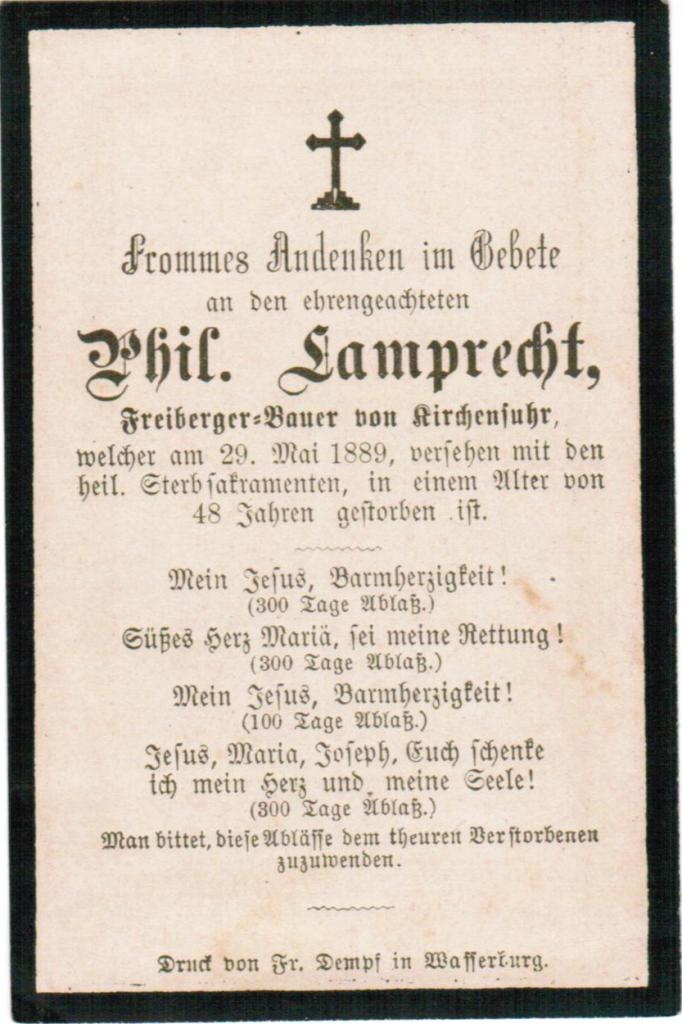 Frommes Andenken im Gebete
an den ehrengeachteten
Phil. Lamprecht,
Freiberger-Bauer von Kirchensuhr,
welcher am 29. Mai 1889, versehen mit den
heil. Sterbsakramenten, in einem Alter von
48 Jahren gestorben ist.
Mein Jesus, Barmherzigkeit!
(300 Tage Ablaß.)
Süßes Herz Mariä, sei meine Rettung!
(300 Tage Ablaß.)
Mein Jesus, Barmherzigkeit!
(100 Tage Ablaß.)
Jesus, Maria, Joseph, Euch schenke
ich mein Herz und meine Seele!
(300 Tage Ablaß.)
Man bittet, diese Ablässe dem theuren Verstorbenen
zuzuwenden.
Druck von Fr. Dempf in Wasserburg.